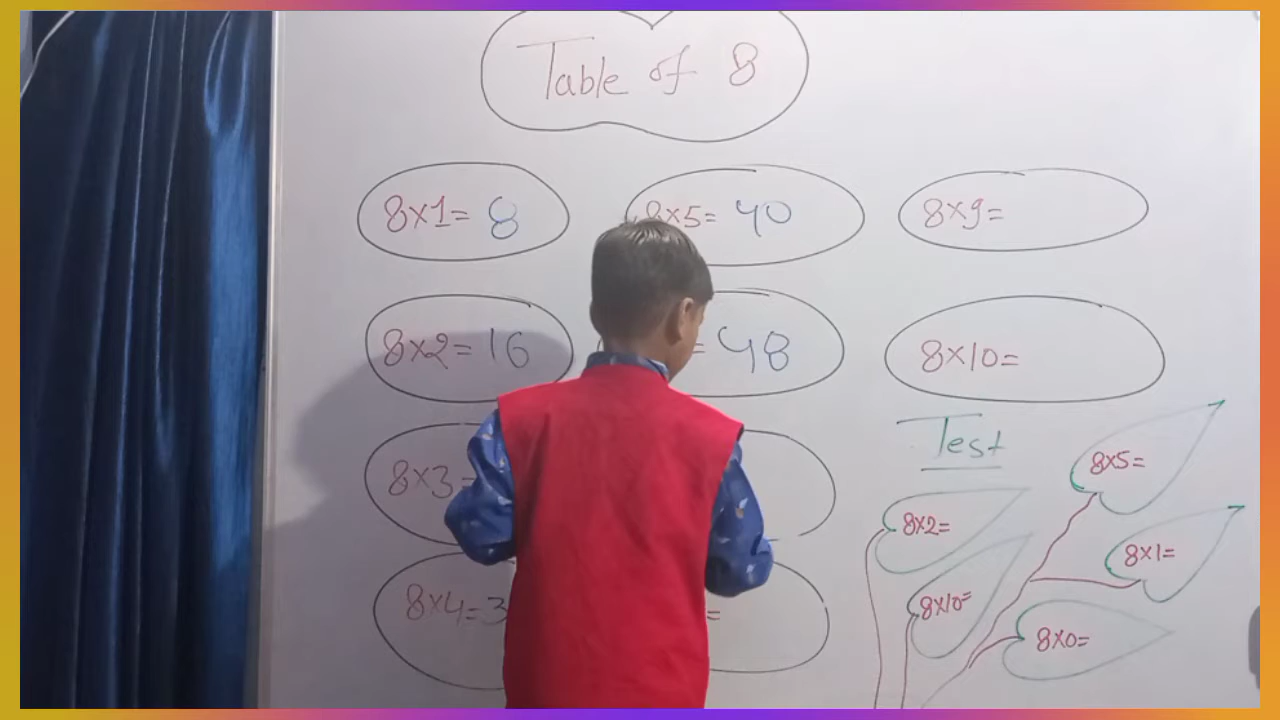 Table of 8
8x1= 8
8x2= 16
8x3=
8x4=3
8x5= 40
= 48
=
8x9=
8x10=
Test
8x5=
8x2=
8x1=
8x10=
8x0=